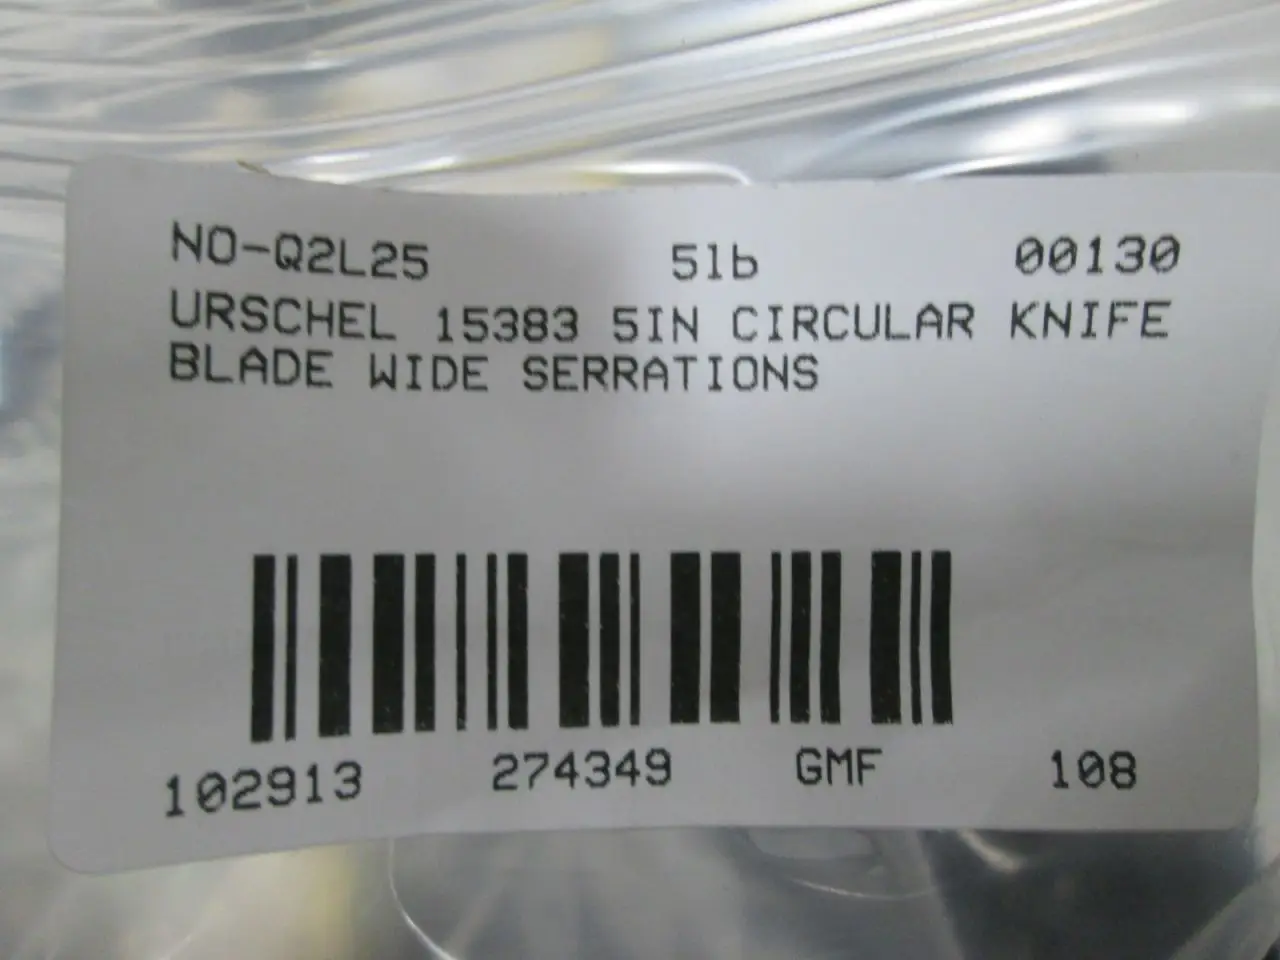 NO-Q2L25 5lb 00130
URSCHEL 15383 5IN CIRCULAR KNIFE
BLADE WIDE SERRATIONS
102913 274349 GMF 108